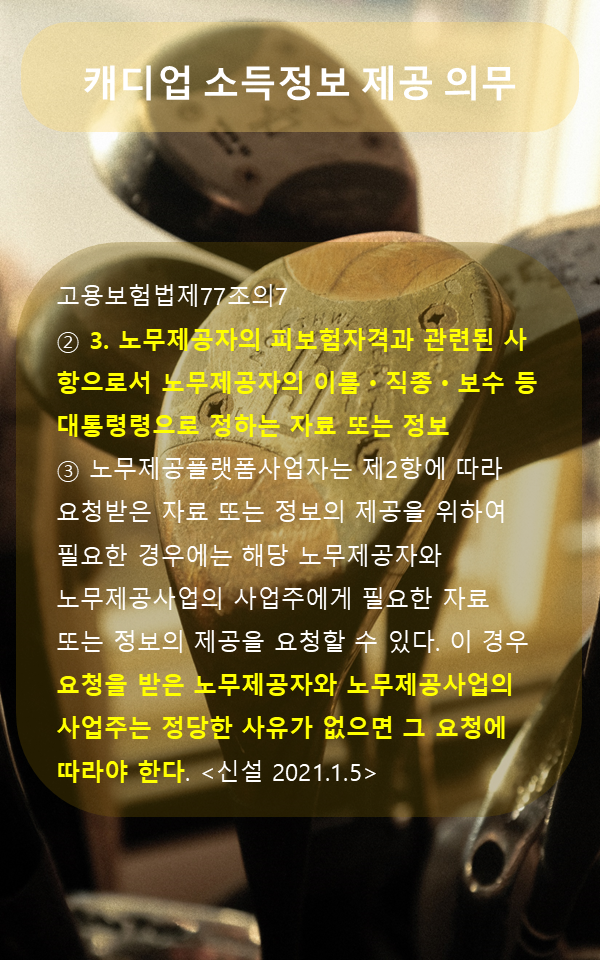 캐디업 소득정보 제공 의무
고용보험법제77조의7
② 3. 노무제공자의 피보험자격과 관련된 사
항으로서 노무제공자의 이름·직종·보수 등
대통령령으로 정하는 자료 또는 정보
③ 노무제공플랫폼사업자는 제2항에 따라
요청받은 자료 또는 정보의 제공을 위하여
필요한 경우에는 해당 노무제공자와
노무제공사업의 사업주에게 필요한 자료
또는 정보의 제공을 요청할 수 있다. 이 경우
요청을 받은 노무제공자와 노무제공사업의
사업주는 정당한 사유가 없으면 그 요청에
따라야 한다. <신설 2021.1.5>